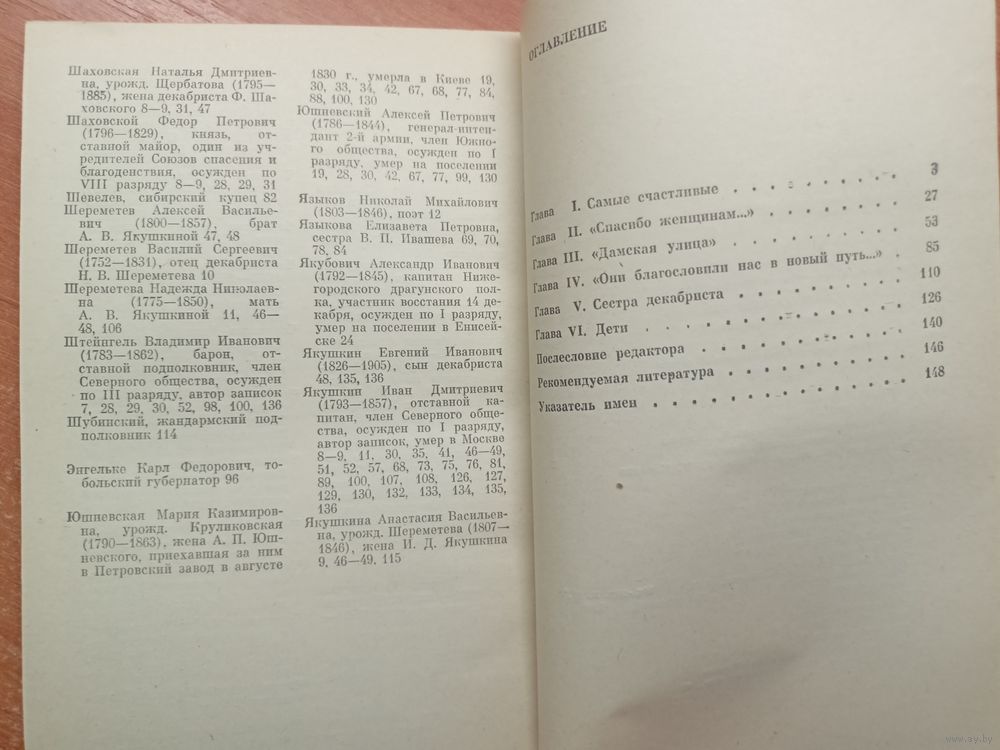 Шаховская Наталья Дмитриев-
на, урожд. Щербатова (1795—
1885), жена декабриста Ф. Ша-
ховского 8—9, 31, 47
Шаховской Федор Петрович
(1796—1829), князь, от-
ставной майор, один из уч-
редителей Союзов спасения и
благоденствия, осужден по
VIII разряду 8—9, 28, 29, 31
Шевелев, сибирский купец 82
Шереметев Алексей Василье-
вич (1800—1857), брат
А. В. Якушкиной 47, 48
Шереметев Василий Сергеевич
(1752—1831), отец декабриста
Н. В. Шереметева 10
Шереметева Надежда Николаев-
на (1775—1850), мать
А. В. Якушкиной 11, 46—
48, 106
Штейнгель Владимир Иванович
(1783—1862), барон, от-
ставной подполковник, член
Северного общества, осужден
по III разряду, автор записок
7, 28, 29, 30, 52, 98, 100, 136
Шубинский, жандармский под-
полковник 114
Энгельке Карл Федорович, то-
больский губернатор 96
Юшневская Мария Казимиров-
на, урожд. Круликовская
(1790—1863), жена А. П. Юш-
невского, приехавшая за ним
в Петровский завод в августе
1830 г., умерла в Киеве 19,
30, 33, 34, 42, 67, 68, 77, 84,
88, 100, 130
Юшневский Алексей Петрович
(1786—1844), генерал-интен-
дант 2-й армии, член Южно-
го общества, осужден по I
разряду, умер на поселении
19, 28, 30, 42, 67, 77, 99, 130
Языков Николай Михайлович
(1803—1846), поэт 12
Языкова Елизавета Петровна,
сестра В. П. Ивашева 69, 70,
78, 84
Якубович Александр Иванович
(1792—1845), капитан Ниже-
городского драгунского пол-
ка, участник восстания 14 де-
кабря, осужден по I разряду,
умер на поселении в Енисей-
ске 24
Якушкин Евгений Иванович
(1826—1905), сын декабриста
48, 135, 136
Якушкин Иван Дмитриевич
(1793—1857), отставной ка-
питан, член Северного обще-
ства, осужден по I разряду,
автор записок, умер в Москве
8—9, 11, 30, 35, 41, 46—49,
51, 52, 57, 68, 73, 75, 76, 81,
89, 100, 107, 108, 126, 127,
129, 130, 132, 133, 134, 135,
136
Якушкина Анастасия Васильев-
на, урожд. Шереметева (1807—
1846), жена И. Д. Якушкина
9, 46—49, 115
ОГЛАВЛЕНИЕ
Глава I. Самые счастливые . . . . . . . . 3
Глава II. «Спасибо женщинам...» . . . . . . . 27
Глава III. «Дамская улица» . . . . . . . . 53
Глава IV. «Они благословили нас в новый путь...» . . 85
Глава V. Сестра декабриста . . . . . . . . 110
Глава VI. Дети . . . . . . . . . . . 126
Послесловие редактора . . . . . . . . . 140
Рекомендуемая литература . . . . . . . . 146
Указатель имен . . . . . . . . . . . 148
www.ay.by